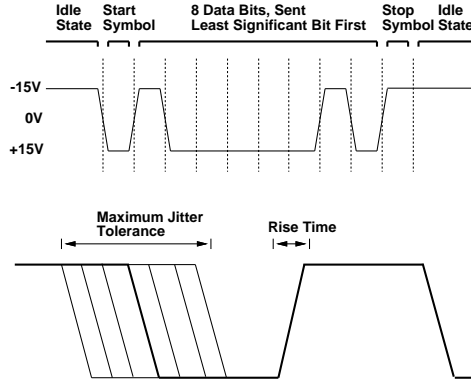 Idle Start 8 Data Bits, Sent Stop Idle
State Symbol Least Significant Bit First Symbol State
-15V
0V
+15V
Maximum Jitter
Tolerance
Rise Time